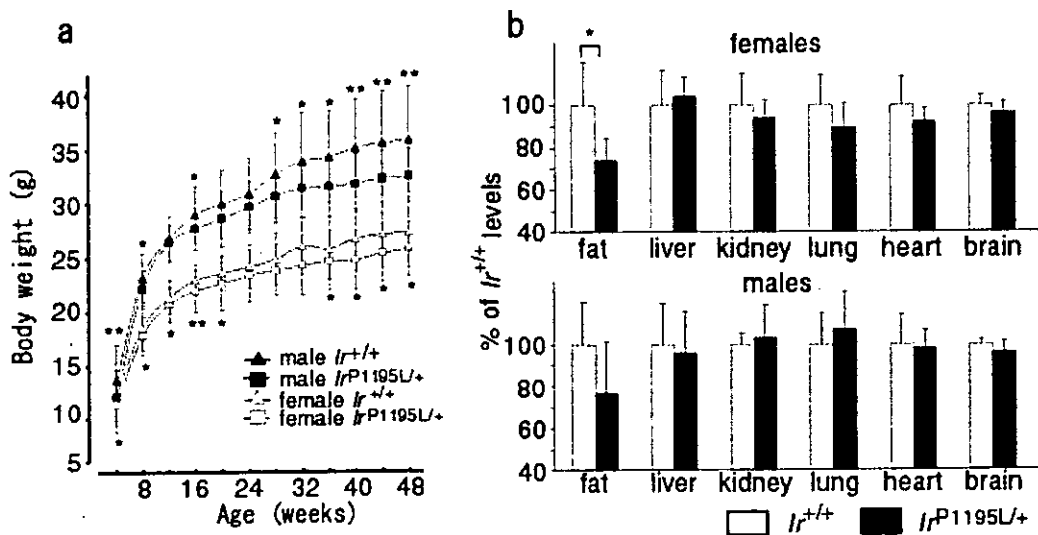 a
Body weight (g)
40
35
30
25
20
15
10
5
8 16 24 32 40 48
Age (weeks)
** * * * * * ** ** **
* * * ** * * * * *
male Ir+/+
male IrP1195L/+
female Ir+/+
female IrP1195L/+
b
females
*
% of Ir+/+ levels
100
80
60
40
fat liver kidney lung heart brain
males
100
80
60
40
fat liver kidney lung heart brain
Ir+/+ IrP1195L/+